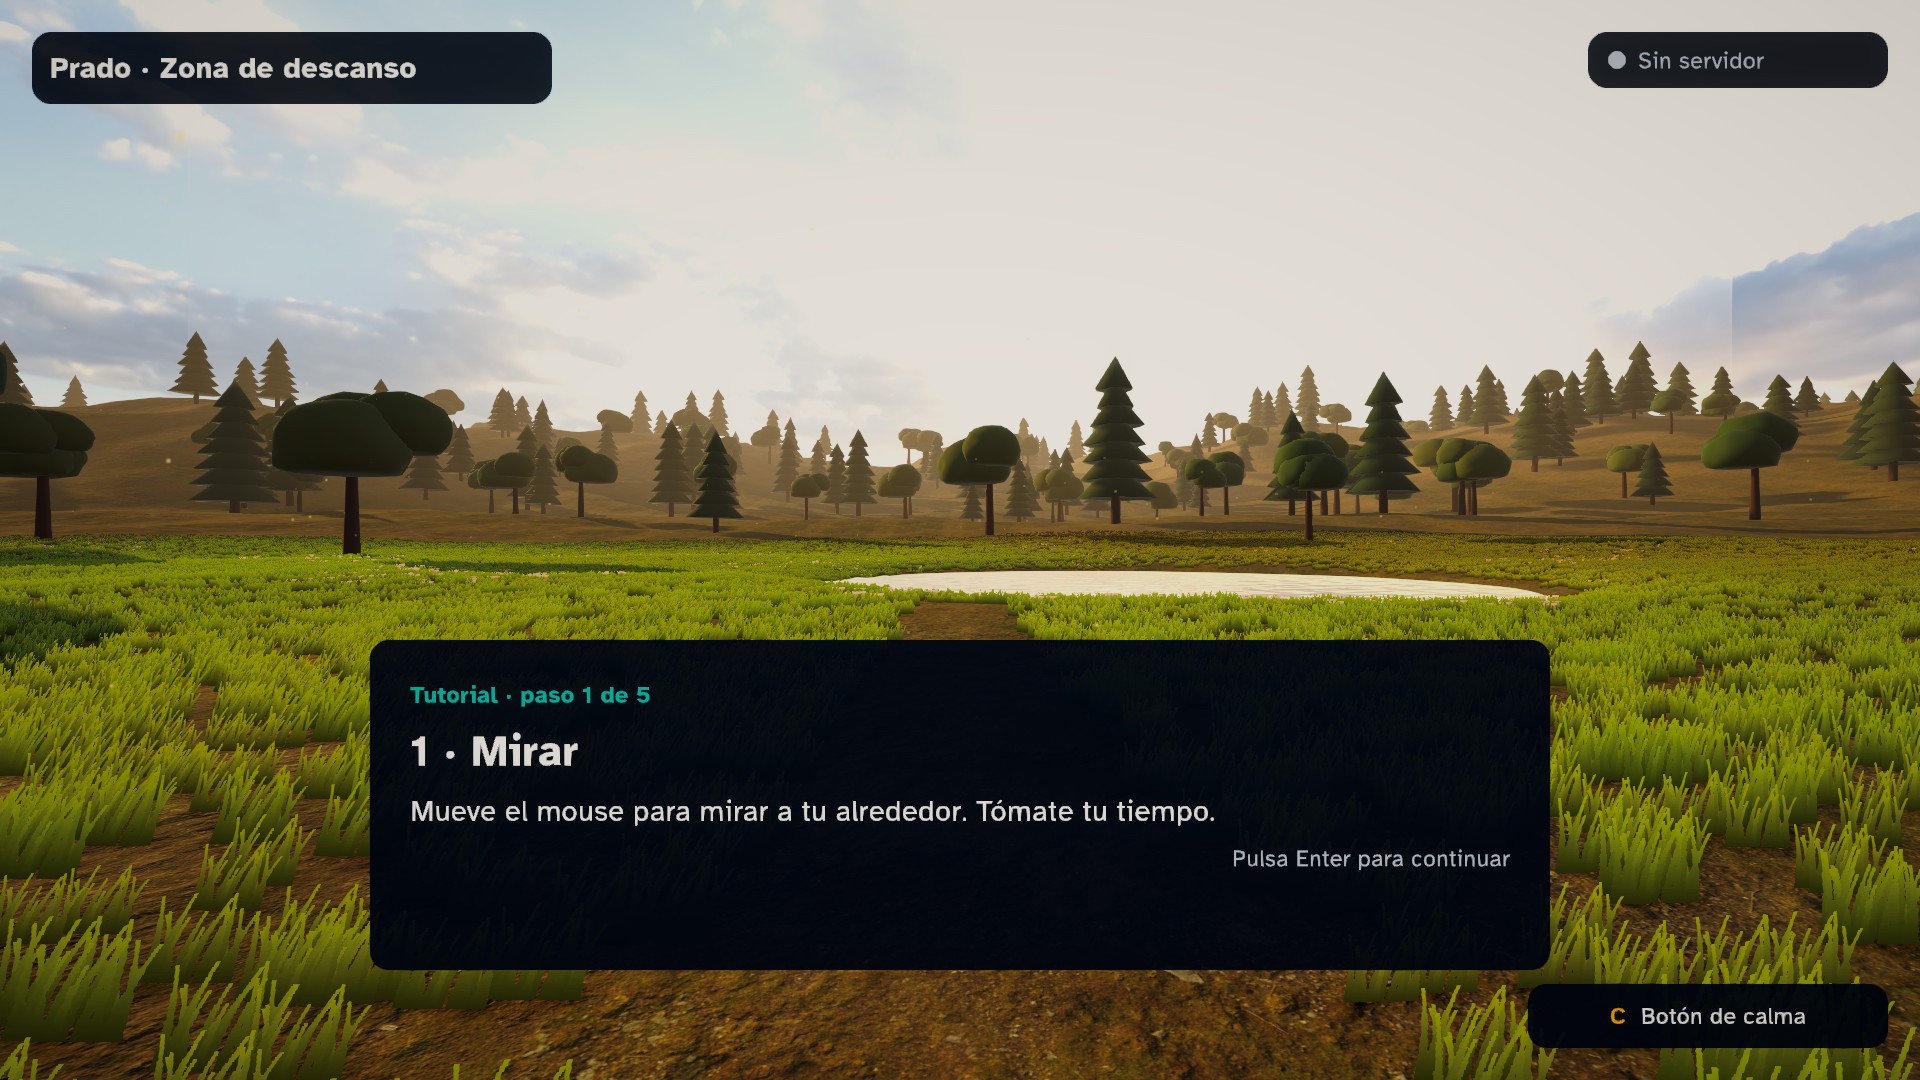 Prado · Zona de descanso
Sin servidor
Tutorial · paso 1 de 5
1 · Mirar
Mueve el mouse para mirar a tu alrededor. Tómate tu tiempo.
Pulsa Enter para continuar
C Botón de calma